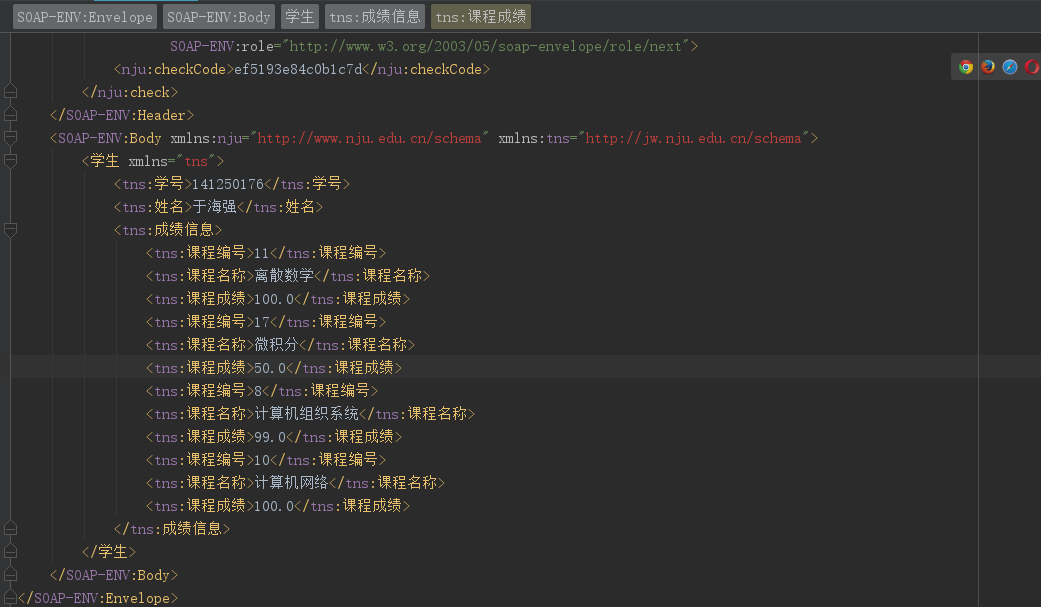 SOAP-ENV:Envelope SOAP-ENV:Body 学生 tns:成绩信息 tns:课程成绩
SOAP-ENV:role="http://www.w3.org/2003/05/soap-envelope/role/next">
<nju:checkCode>ef5193e84c0b1c7d</nju:checkCode>
</nju:check>
</SOAP-ENV:Header>
<SOAP-ENV:Body xmlns:nju="http://www.nju.edu.cn/schema" xmlns:tns="http://jw.nju.edu.cn/schema">
<学生 xmlns="tns">
<tns:学号>141250176</tns:学号>
<tns:姓名>于海强</tns:姓名>
<tns:成绩信息>
<tns:课程编号>11</tns:课程编号>
<tns:课程名称>离散数学</tns:课程名称>
<tns:课程成绩>100.0</tns:课程成绩>
<tns:课程编号>17</tns:课程编号>
<tns:课程名称>微积分</tns:课程名称>
<tns:课程成绩>50.0</tns:课程成绩>
<tns:课程编号>8</tns:课程编号>
<tns:课程名称>计算机组织系统</tns:课程名称>
<tns:课程成绩>99.0</tns:课程成绩>
<tns:课程编号>10</tns:课程编号>
<tns:课程名称>计算机网络</tns:课程名称>
<tns:课程成绩>100.0</tns:课程成绩>
</tns:成绩信息>
</学生>
</SOAP-ENV:Body>
</SOAP-ENV:Envelope>